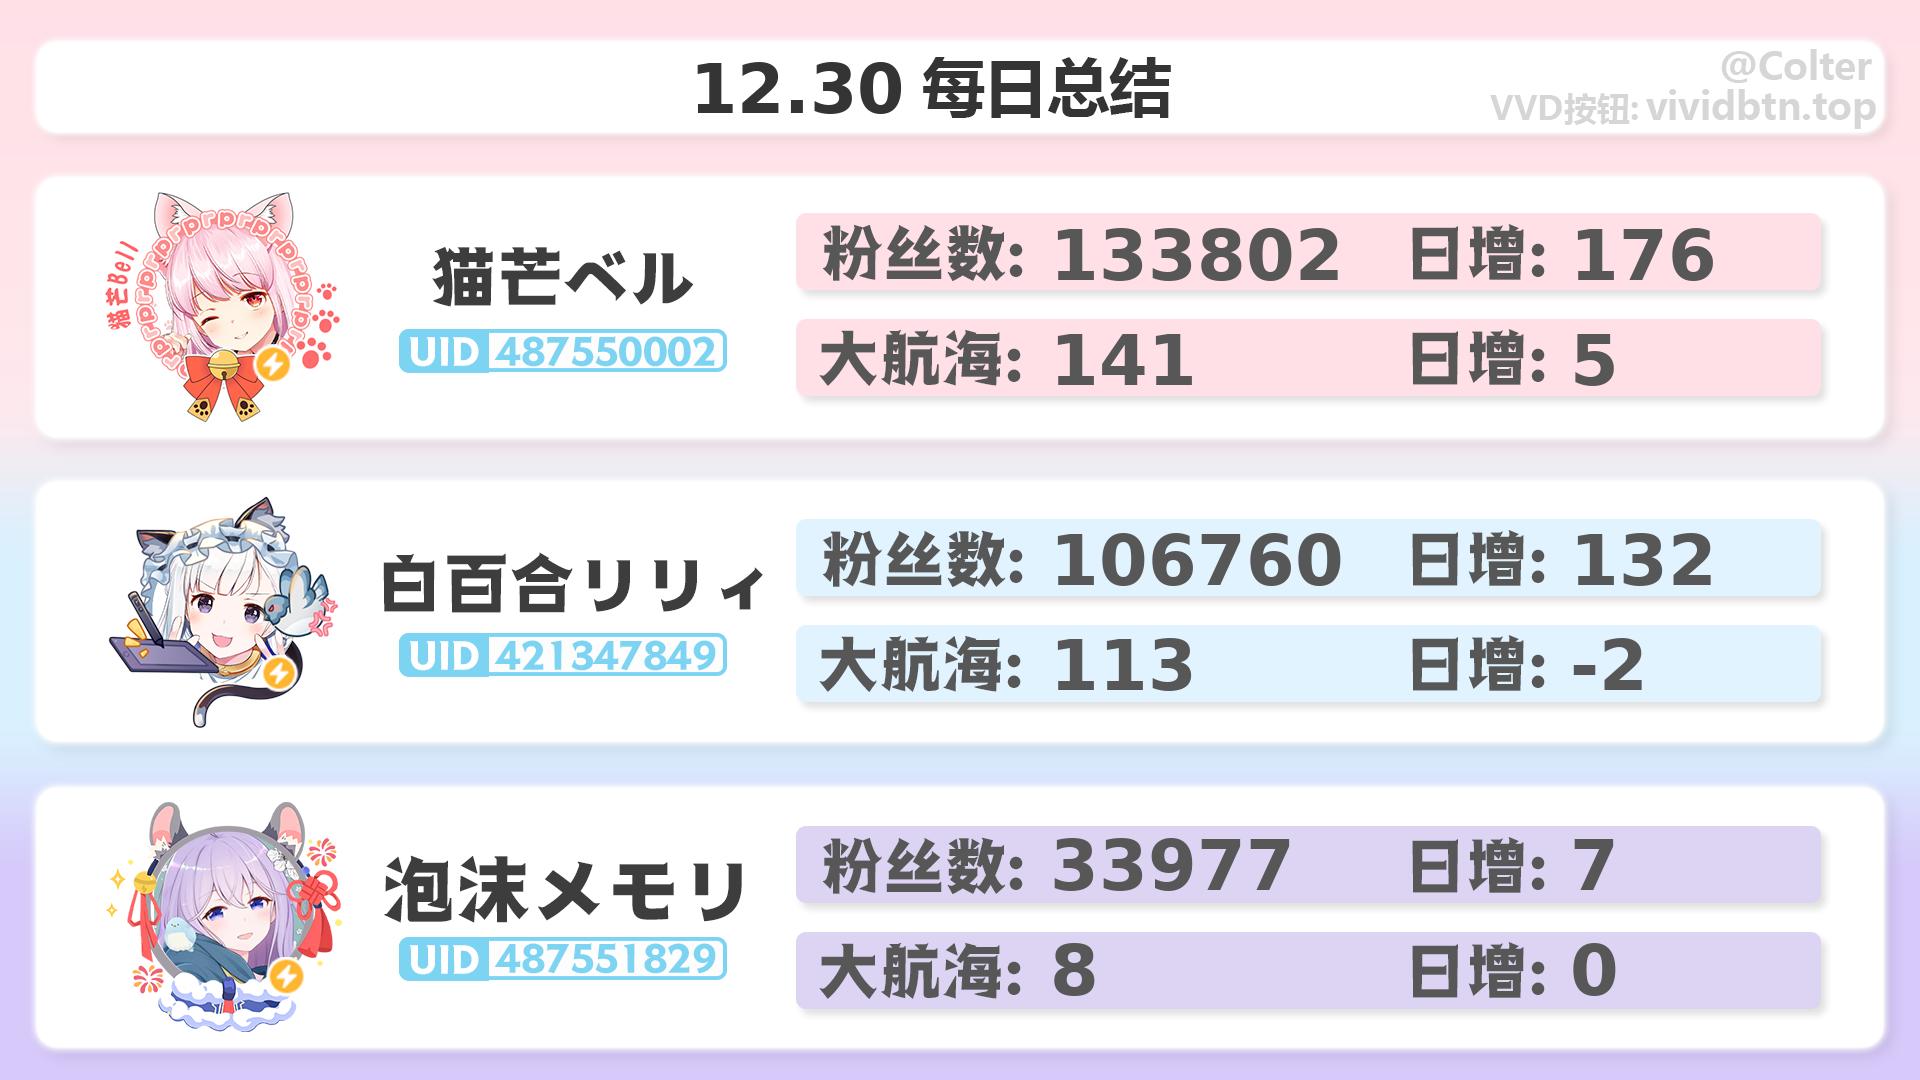 12.30 每日总结
@Colter
VVD按钮: vividbtn.top
猫芒Bell
prprprprprprprpr
猫芒ベル
UID 487550002
粉丝数: 133802 日增: 176
大航海: 141 日增: 5
白百合リリィ
UID 421347849
粉丝数: 106760 日增: 132
大航海: 113 日增: -2
泡沫メモリ
UID 487551829
粉丝数: 33977 日增: 7
大航海: 8 日增: 0